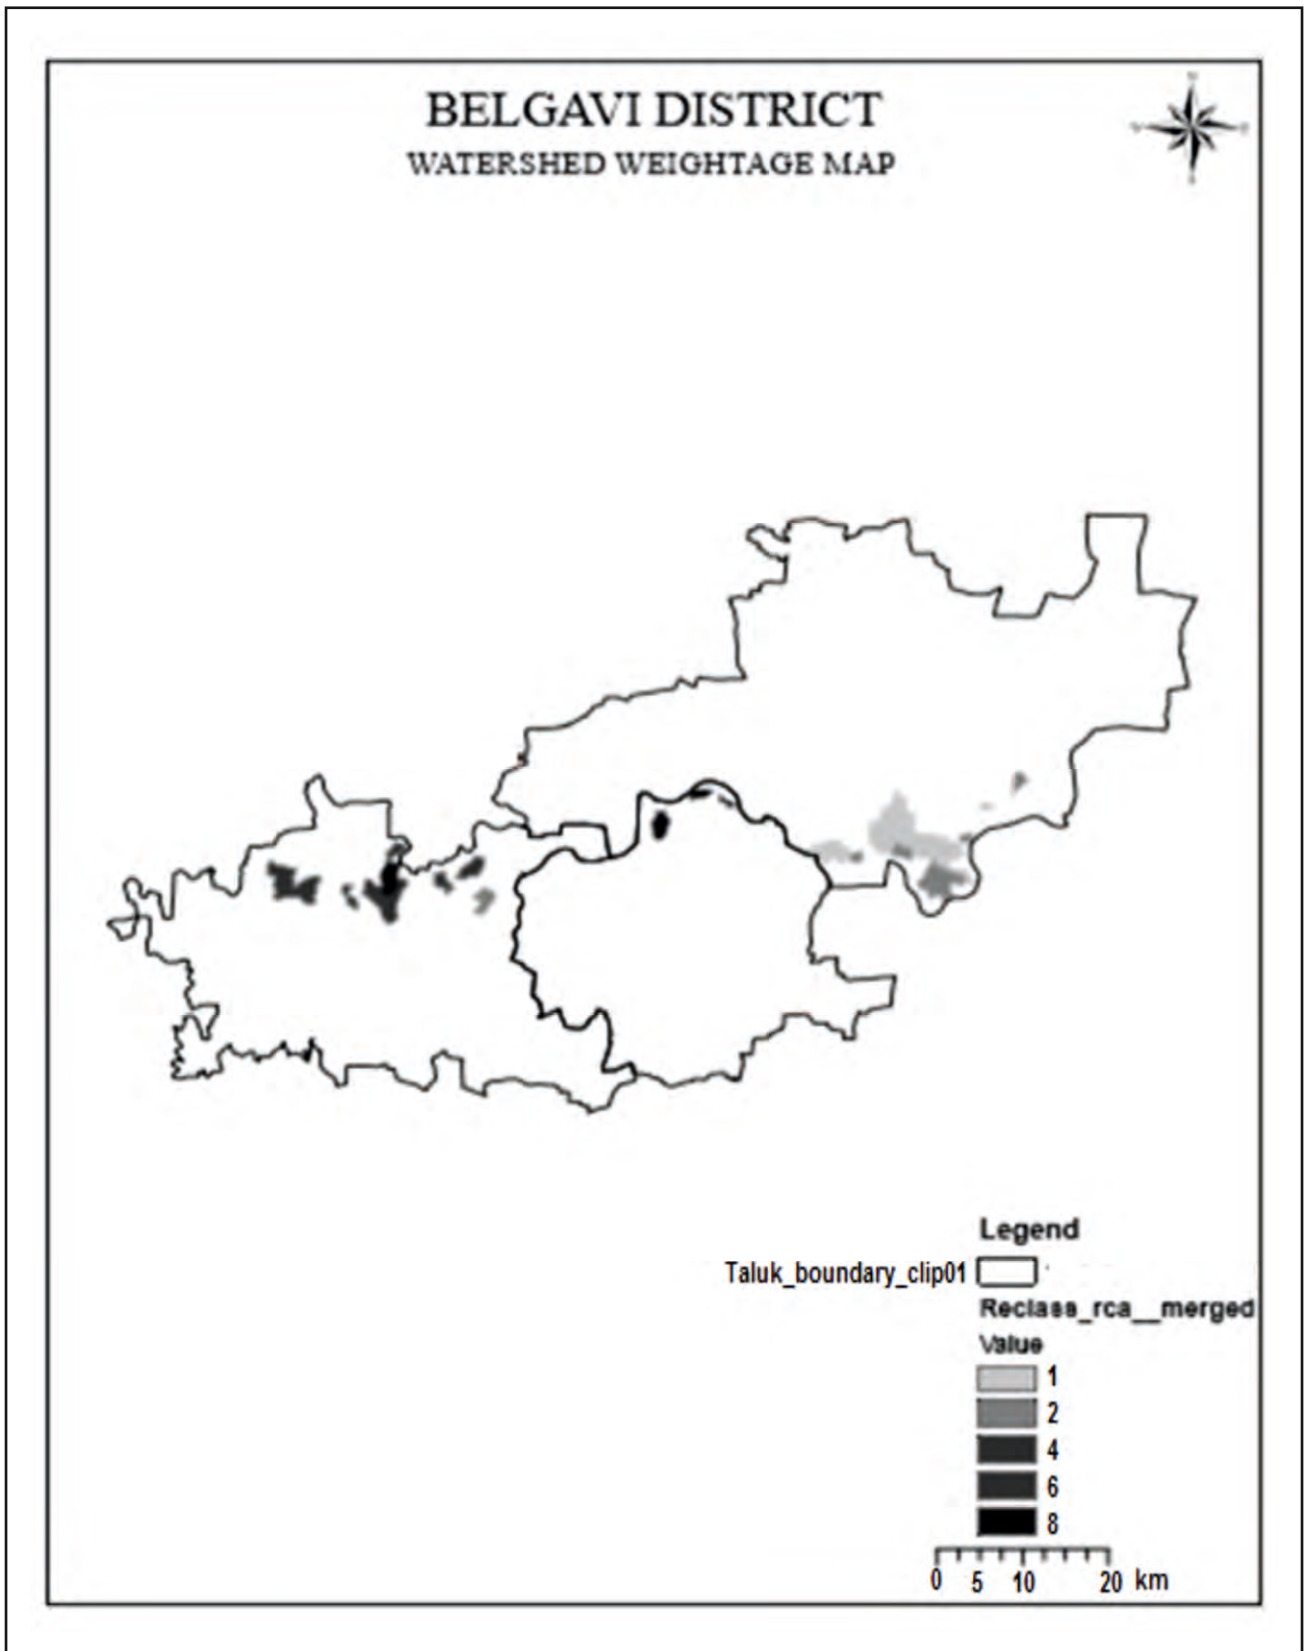 BELGAVI DISTRICT
WATERSHED WEIGHTAGE MAP
Legend
Taluk_boundary_clip01
Reclass_rca__merged
Value
1
2
4
6
8
0 5 10 20 km